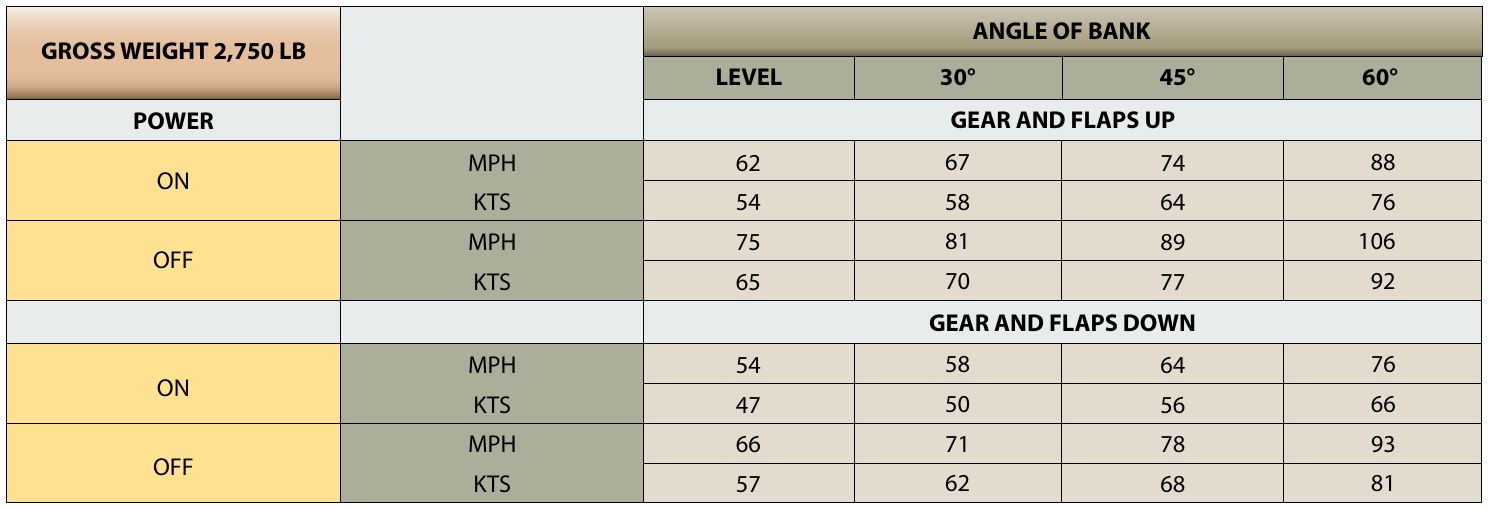 GROSS WEIGHT 2,750 LB
ANGLE OF BANK
LEVEL 30° 45° 60°
POWER GEAR AND FLAPS UP
ON MPH 62 67 74 88
KTS 54 58 64 76
OFF MPH 75 81 89 106
KTS 65 70 77 92
GEAR AND FLAPS DOWN
ON MPH 54 58 64 76
KTS 47 50 56 66
OFF MPH 66 71 78 93
KTS 57 62 68 81